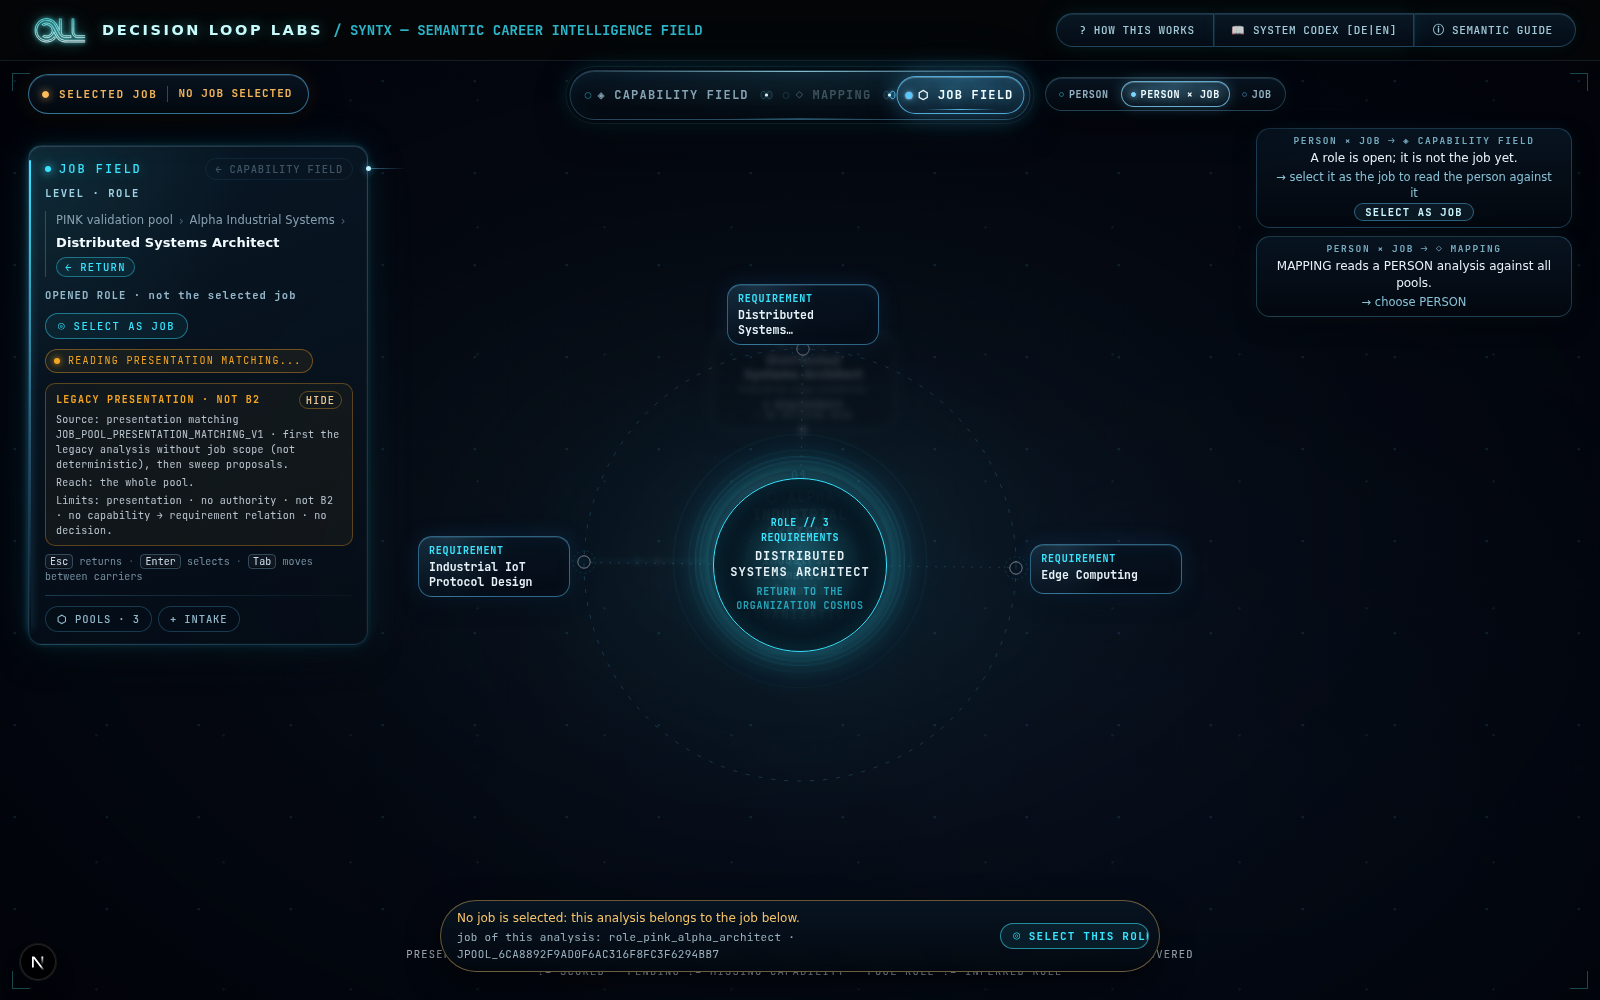 DECISION LOOP LABS / SYNTX — SEMANTIC CAREER INTELLIGENCE FIELD
? HOW THIS WORKS
📖 SYSTEM CODEX [DE|EN]
ⓘ SEMANTIC GUIDE
SELECTED JOB | NO JOB SELECTED
◈ CAPABILITY FIELD
◇ MAPPING
⬡ JOB FIELD
PERSON
PERSON × JOB
JOB
JOB FIELD
← CAPABILITY FIELD
LEVEL · ROLE
PINK validation pool › Alpha Industrial Systems ›
Distributed Systems Architect
← RETURN
OPENED ROLE · not the selected job
◎ SELECT AS JOB
READING PRESENTATION MATCHING...
LEGACY PRESENTATION · NOT B2
HIDE
Source: presentation matching
JOB_POOL_PRESENTATION_MATCHING_V1 · first the
legacy analysis without job scope (not
deterministic), then sweep proposals.
Reach: the whole pool.
Limits: presentation · no authority · not B2
· no capability → requirement relation · no
decision.
Esc returns · Enter selects · Tab moves
between carriers
⬡ POOLS · 3
+ INTAKE
PERSON × JOB → ◈ CAPABILITY FIELD
A role is open; it is not the job yet.
→ select it as the job to read the person against
it
SELECT AS JOB
PERSON × JOB → ◇ MAPPING
MAPPING reads a PERSON analysis against all
pools.
→ choose PERSON
REQUIREMENT
Distributed
Systems…
REQUIREMENT
Industrial IoT
Protocol Design
ROLE // 3
REQUIREMENTS
DISTRIBUTED
SYSTEMS ARCHITECT
RETURN TO THE
ORGANIZATION COSMOS
REQUIREMENT
Edge Computing
No job is selected: this analysis belongs to the job below.
job of this analysis: role_pink_alpha_architect ·
JPOOL_6CA8892F9AD0F6AC316F8FC3F6294BB7
◎ SELECT THIS ROL